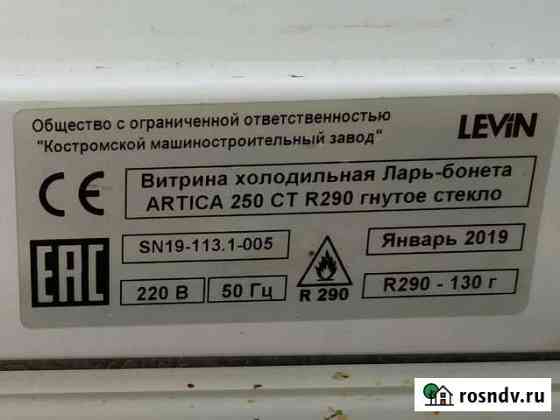 Общество с ограниченной ответственностью
"Костромской машиностроительный завод"
LEVIN
CE
Витрина холодильная Ларь-бонета
ARTICA 250 CT R290 гнутое стекло
EAC
SN19-113.1-005
Январь 2019
220 В
50 Гц
R 290
R290 - 130 г
rosndv.ru